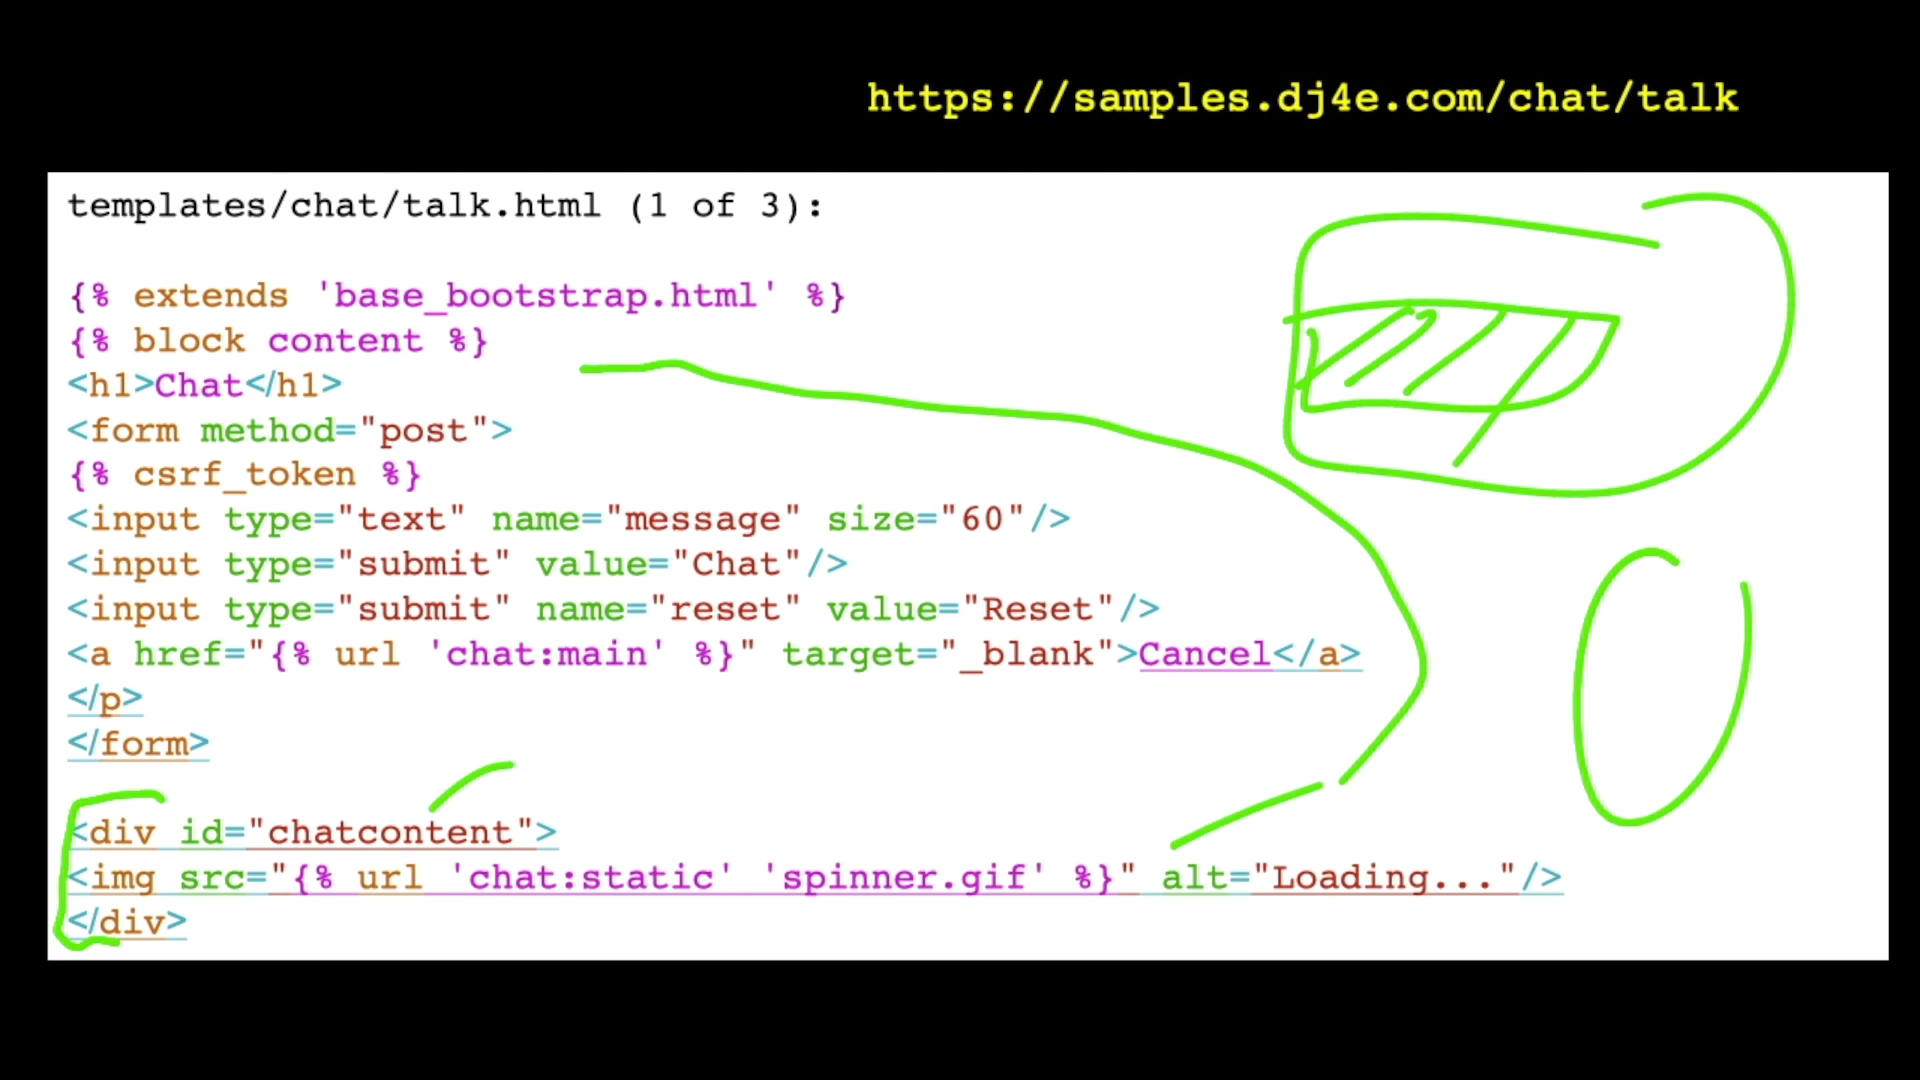 https://samples.dj4e.com/chat/talk
templates/chat/talk.html (1 of 3):
{% extends 'base_bootstrap.html' %}
{% block content %}
<h1>Chat</h1>
<form method="post">
{% csrf_token %}
<input type="text" name="message" size="60"/>
<input type="submit" value="Chat"/>
<input type="submit" name="reset" value="Reset"/>
<a href="{% url 'chat:main' %}" target="_blank">Cancel</a>
</p>
</form>
<div id="chatcontent">
<img src="{% url 'chat:static' 'spinner.gif' %}" alt="Loading..."/>
</div>